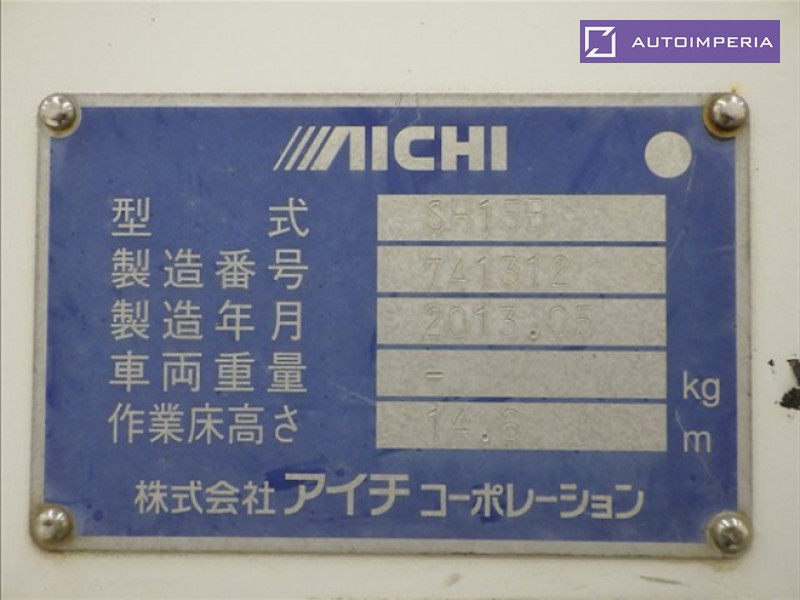 AUTOIMPERIA
AICHI
型式
製造番号 741312
製造年月 2013.05
車両重量 - kg
作業床高さ 14.6 m
株式会社 アイチ コーポレーション